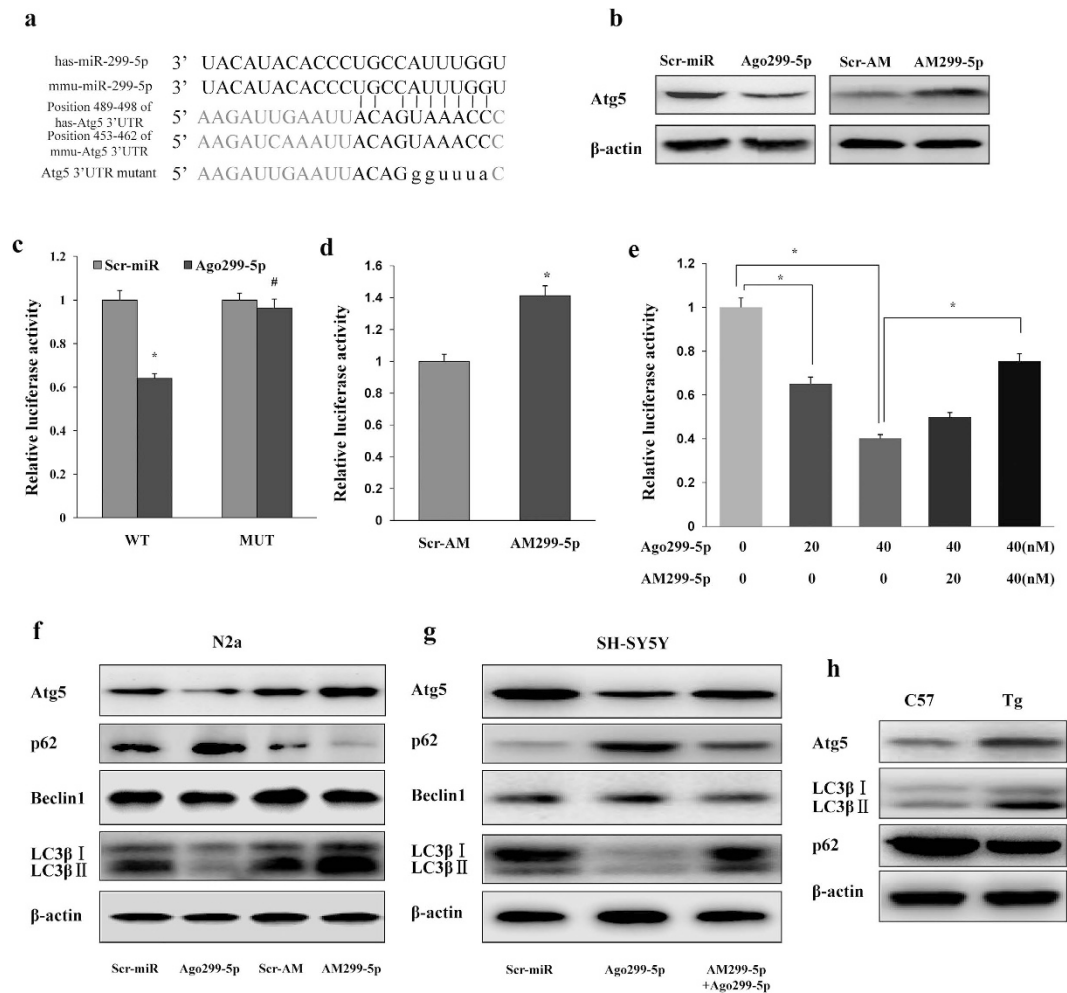 a
has-miR-299-5p 3’ UACAUACACCCUGCCAUUUGGU
mmu-miR-299-5p 3’ UACAUACACCCUGCCAUUUGGU
Position 489-498 of
has-Atg5 3’UTR 5’ AAGAUUGAAUUACAGUAAACCC
Position 453-462 of
mmu-Atg5 3’UTR 5’ AAGAUCAAAUUACAGUAAACCC
Atg5 3’UTR mutant 5’ AAGAUUGAAUUACAGgguuuaC
b
Scr-miR Ago299-5p Scr-AM AM299-5p
Atg5
β-actin
c
Scr-miR Ago299-5p
Relative luciferase activity
1.2
1
0.8
0.6
0.4
0.2
0
*
#
WT MUT
d
Relative luciferase activity
1.6
1.4
1.2
1
0.8
0.6
0.4
0.2
0
*
Scr-AM AM299-5p
e
Relative luciferase activity
1.2
1
0.8
0.6
0.4
0.2
0
*
*
*
Ago299-5p 0 20 40 40 40(nM)
AM299-5p 0 0 0 20 40(nM)
f
N2a
Atg5
p62
Beclin1
LC3β Ⅰ
LC3β Ⅱ
β-actin
Scr-miR Ago299-5p Scr-AM AM299-5p
g
SH-SY5Y
Atg5
p62
Beclin1
LC3β Ⅰ
LC3β Ⅱ
β-actin
Scr-miR Ago299-5p AM299-5p
+Ago299-5p
h
C57 Tg
Atg5
LC3β Ⅰ
LC3β Ⅱ
p62
β-actin